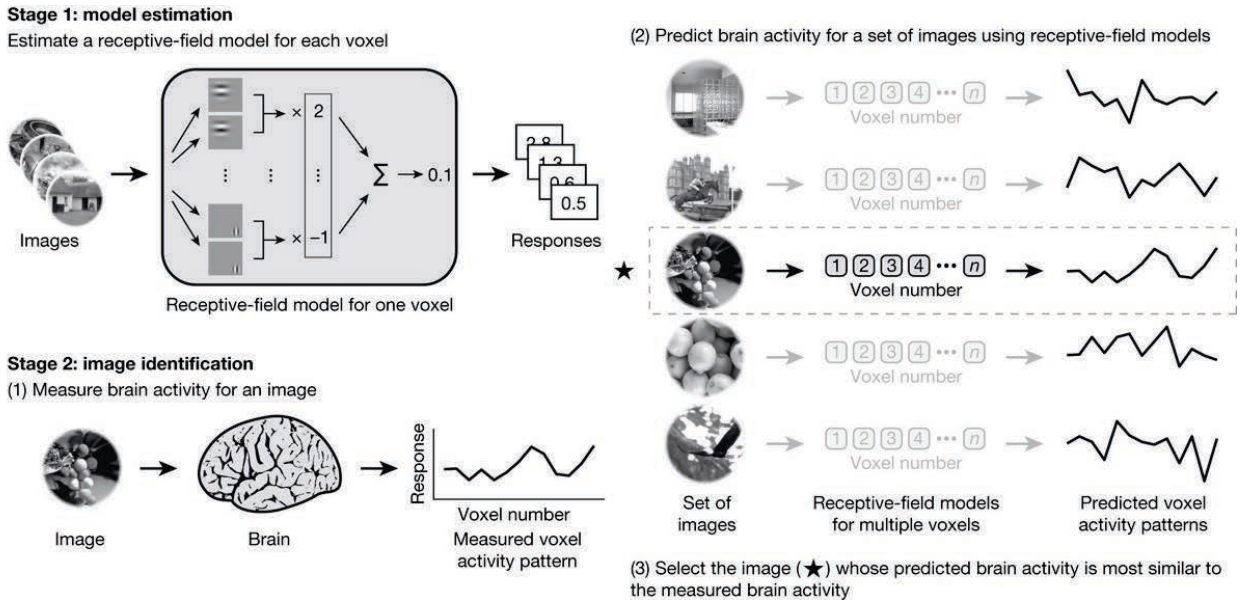 Stage 1: model estimation
Estimate a receptive-field model for each voxel
× 2
⋮ ⋮ ⋮
Σ → 0.1
× −1
2.8
1.3
0.6
0.5
Images
Responses
Receptive-field model for one voxel
Stage 2: image identification
(1) Measure brain activity for an image
Response
Voxel number
Image
Brain
Measured voxel
activity pattern
(2) Predict brain activity for a set of images using receptive-field models
1 2 3 4 ••• n
Voxel number
1 2 3 4 ••• n
Voxel number
★
1 2 3 4 ••• n
Voxel number
1 2 3 4 ••• n
Voxel number
1 2 3 4 ••• n
Voxel number
Set of
images
Receptive-field models
for multiple voxels
Predicted voxel
activity patterns
(3) Select the image (★) whose predicted brain activity is most similar to
the measured brain activity